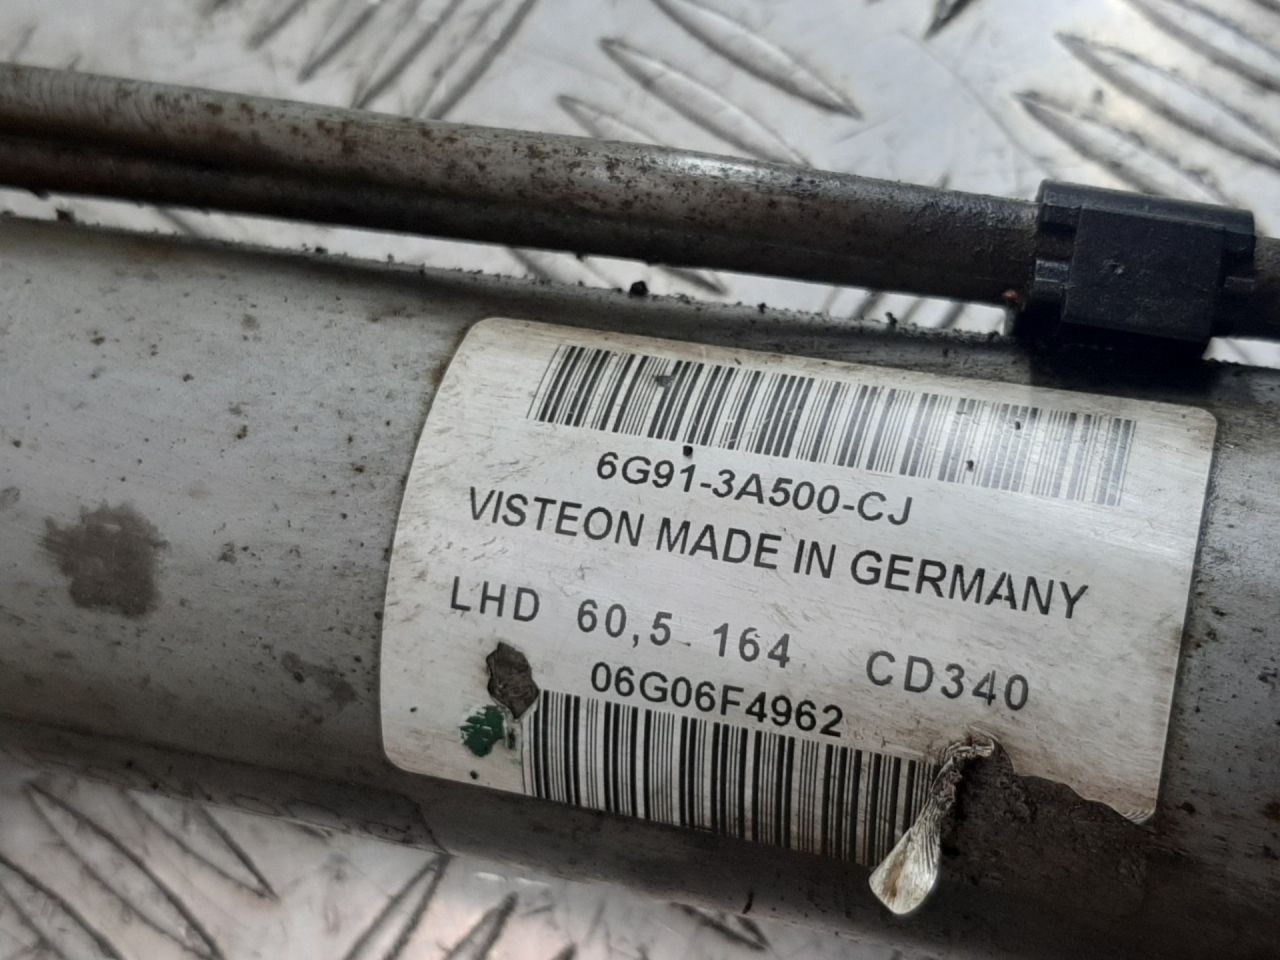 6G91-3A500-CJ
VISTEON MADE IN GERMANY
LHD 60,5 164 CD340
06G06F4962